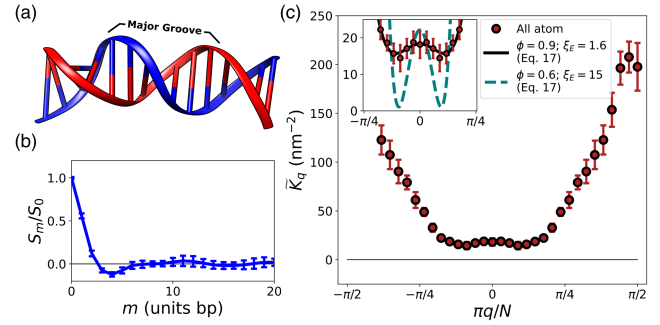 (a)
Major Groove
(b)
1.0
0.5
0.0
S_m/S_0
0
10
20
m (units bp)
(c)
20
10
0
−π/4
0
π/4
All atom
ϕ = 0.9; ξ_E = 1.6
(Eq. 17)
ϕ = 0.6; ξ_E = 15
(Eq. 17)
250
200
150
100
50
0
K̃_q (nm⁻²)
−π/2
−π/4
0
π/4
π/2
πq/N